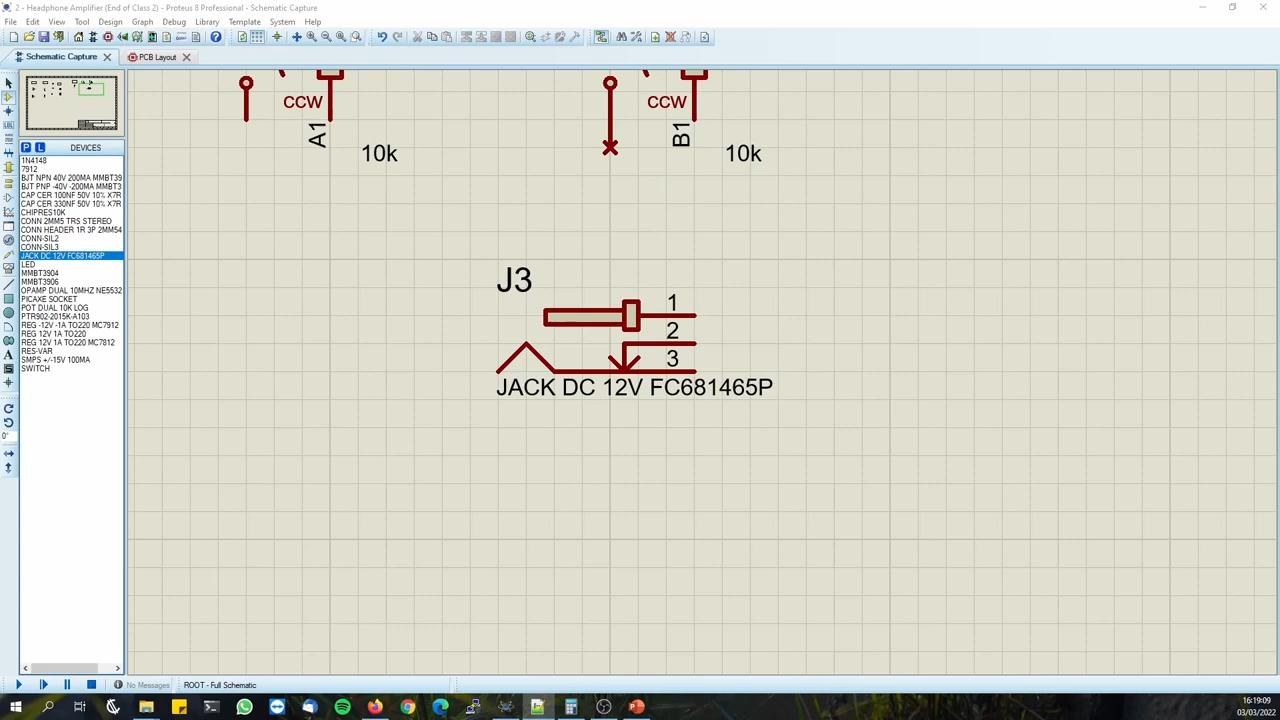 2 - Headphone Amplifier (End of Class 2) - Proteus 8 Professional - Schematic Capture
File Edit View Tool Design Graph Debug Library Template System Help
Schematic Capture
PCB Layout
P L DEVICES
1N4148
7912
BJT NPN 40V 200MA MMBT39
BJT PNP -40V -200MA MMBT3
CAP CER 100NF 50V 10% X7R
CAP CER 330NF 50V 10% X7R
CHIPRES10K
CONN 2MM5 TRS STEREO
CONN HEADER 1R 3P 2MM54
CONN-SIL2
CONN-SIL3
JACK DC 12V FC681465P
LED
MMBT3904
MMBT3906
OPAMP DUAL 10MHZ NE5532
PICAXE SOCKET
POT DUAL 10K LOG
PTR902-2015K-A103
REG -12V -1A TO220 MC7912
REG 12V 1A TO220
REG 12V 1A TO220 MC7812
RES-VAR
SMPS +/-15V 100MA
SWITCH
0°
CCW
A1
10k
CCW
B1
10k
J3
1
2
3
JACK DC 12V FC681465P
No Messages
ROOT - Full Schematic
16:19:09
03/03/2022